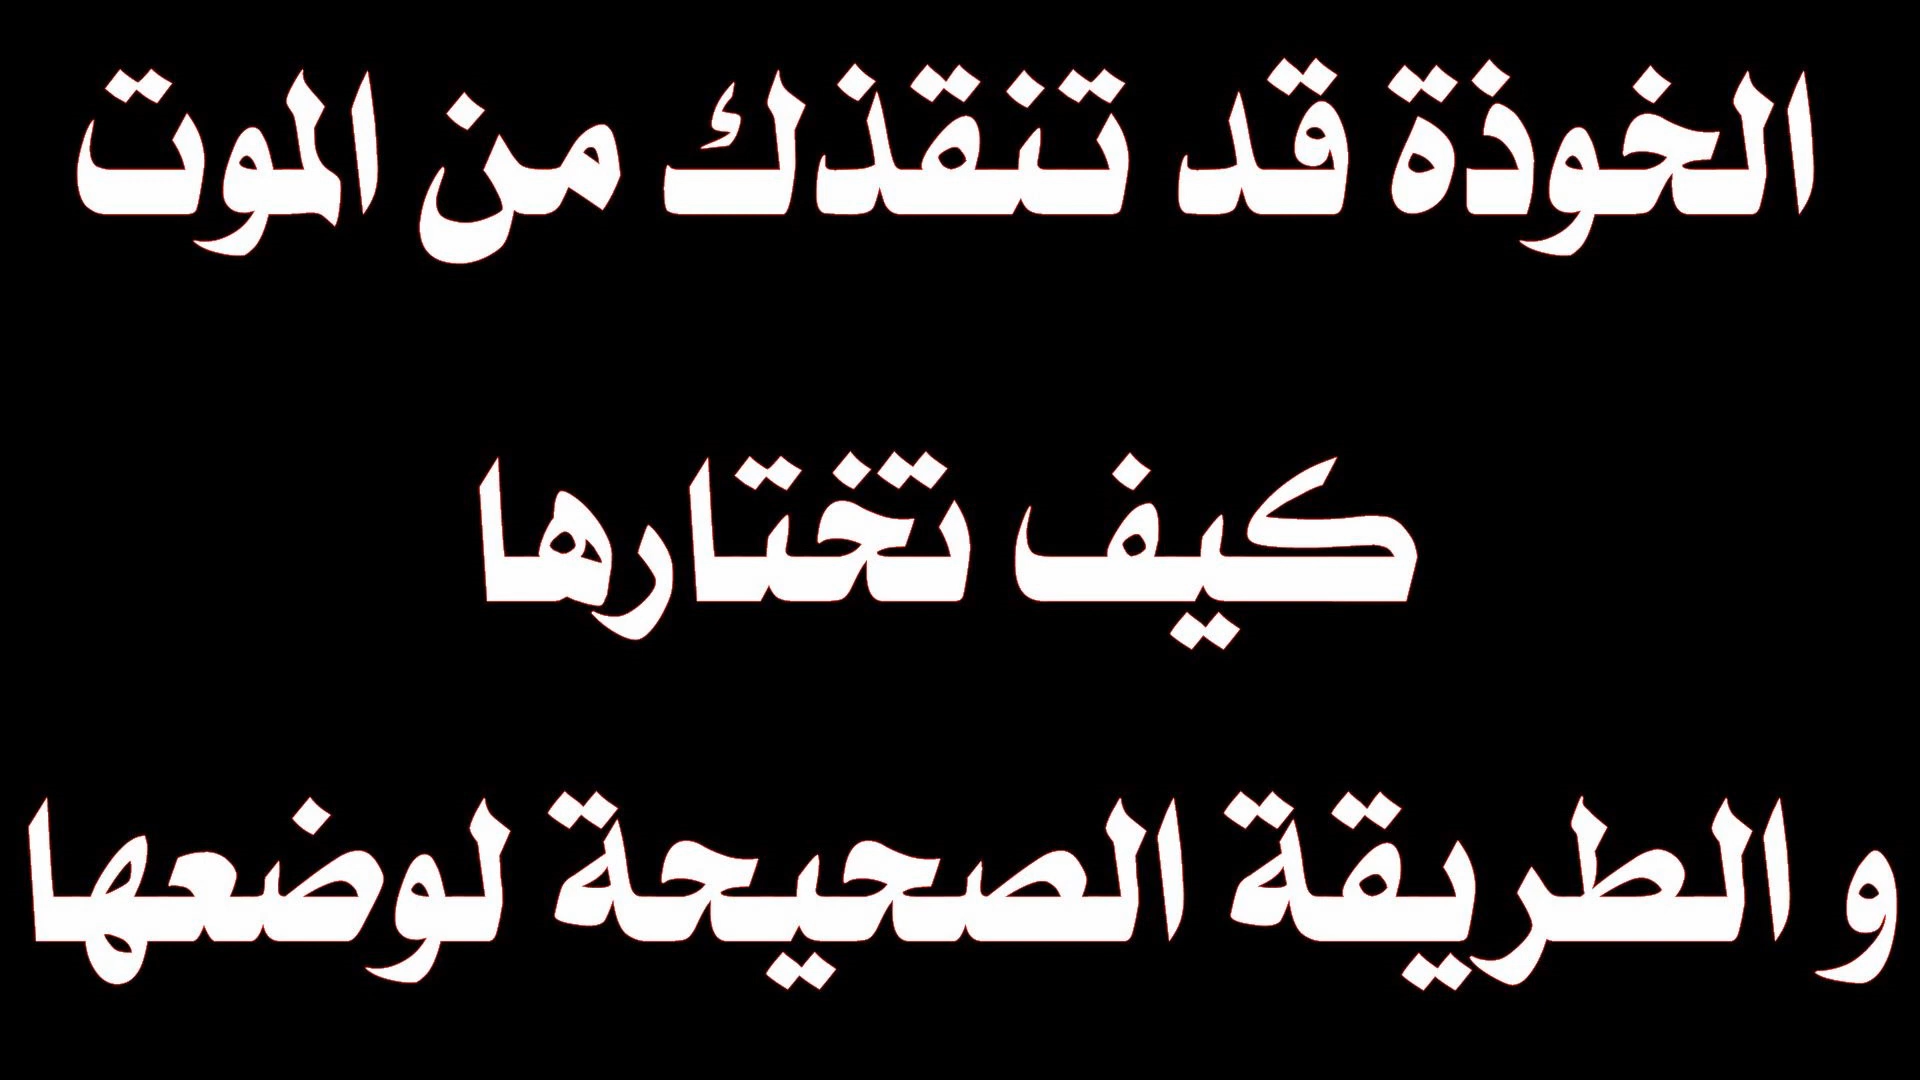 الخوذة قد تنقذك من الموت
كيف تختارها
و الطريقة الصحيحة لوضعها